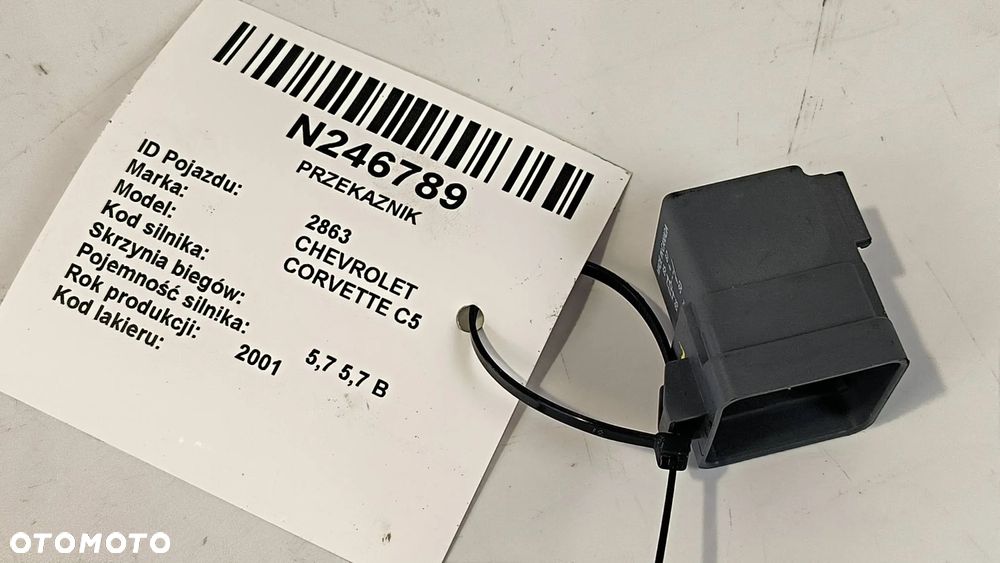 N246789
PRZEKAZNIK
ID Pojazdu: 2863
Marka: CHEVROLET
Model: CORVETTE C5
Kod silnika:
Skrzynia biegów:
Pojemność silnika: 5,7 5,7 B
Rok produkcji: 2001
Kod lakieru:
OTOMOTO